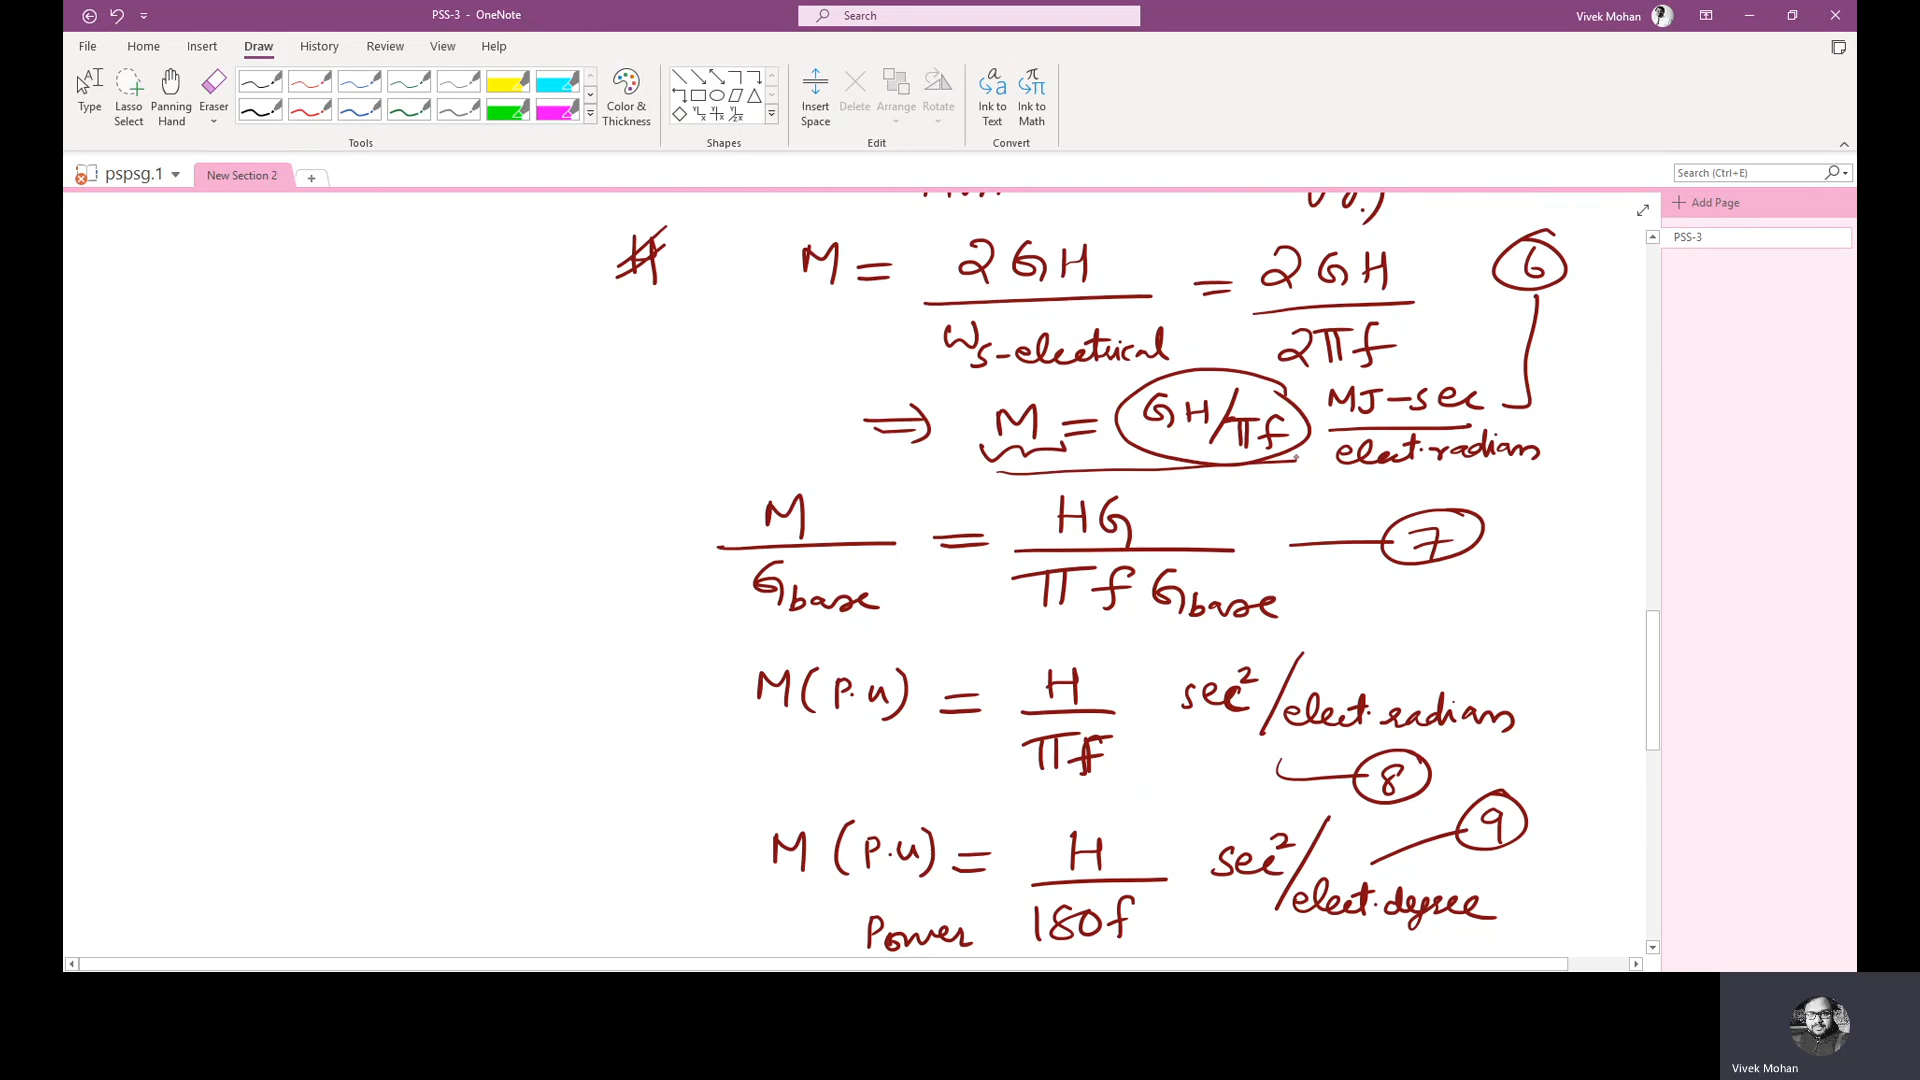 PSS-3 - OneNote
Search
Vivek Mohan
File Home Insert Draw History Review View Help
Type
Lasso Select
Panning Hand
Eraser
Color & Thickness
Insert Space
Delete
Arrange
Rotate
Ink to Text
Ink to Math
Tools
Shapes
Edit
Convert
pspsg.1
New Section 2
Search (Ctrl+E)
Add Page
PSS-3
M = 2GH / ωs-electrical = 2GH / 2πf 6
⇒ M = GH/πf MJ-sec / elect.radians
M / Gbase = HG / πf Gbase — 7
M(p.u) = H / πf sec²/elect.radians
8
M(p.u) = H / 180f sec²/elect.degree 9
Power
Vivek Mohan